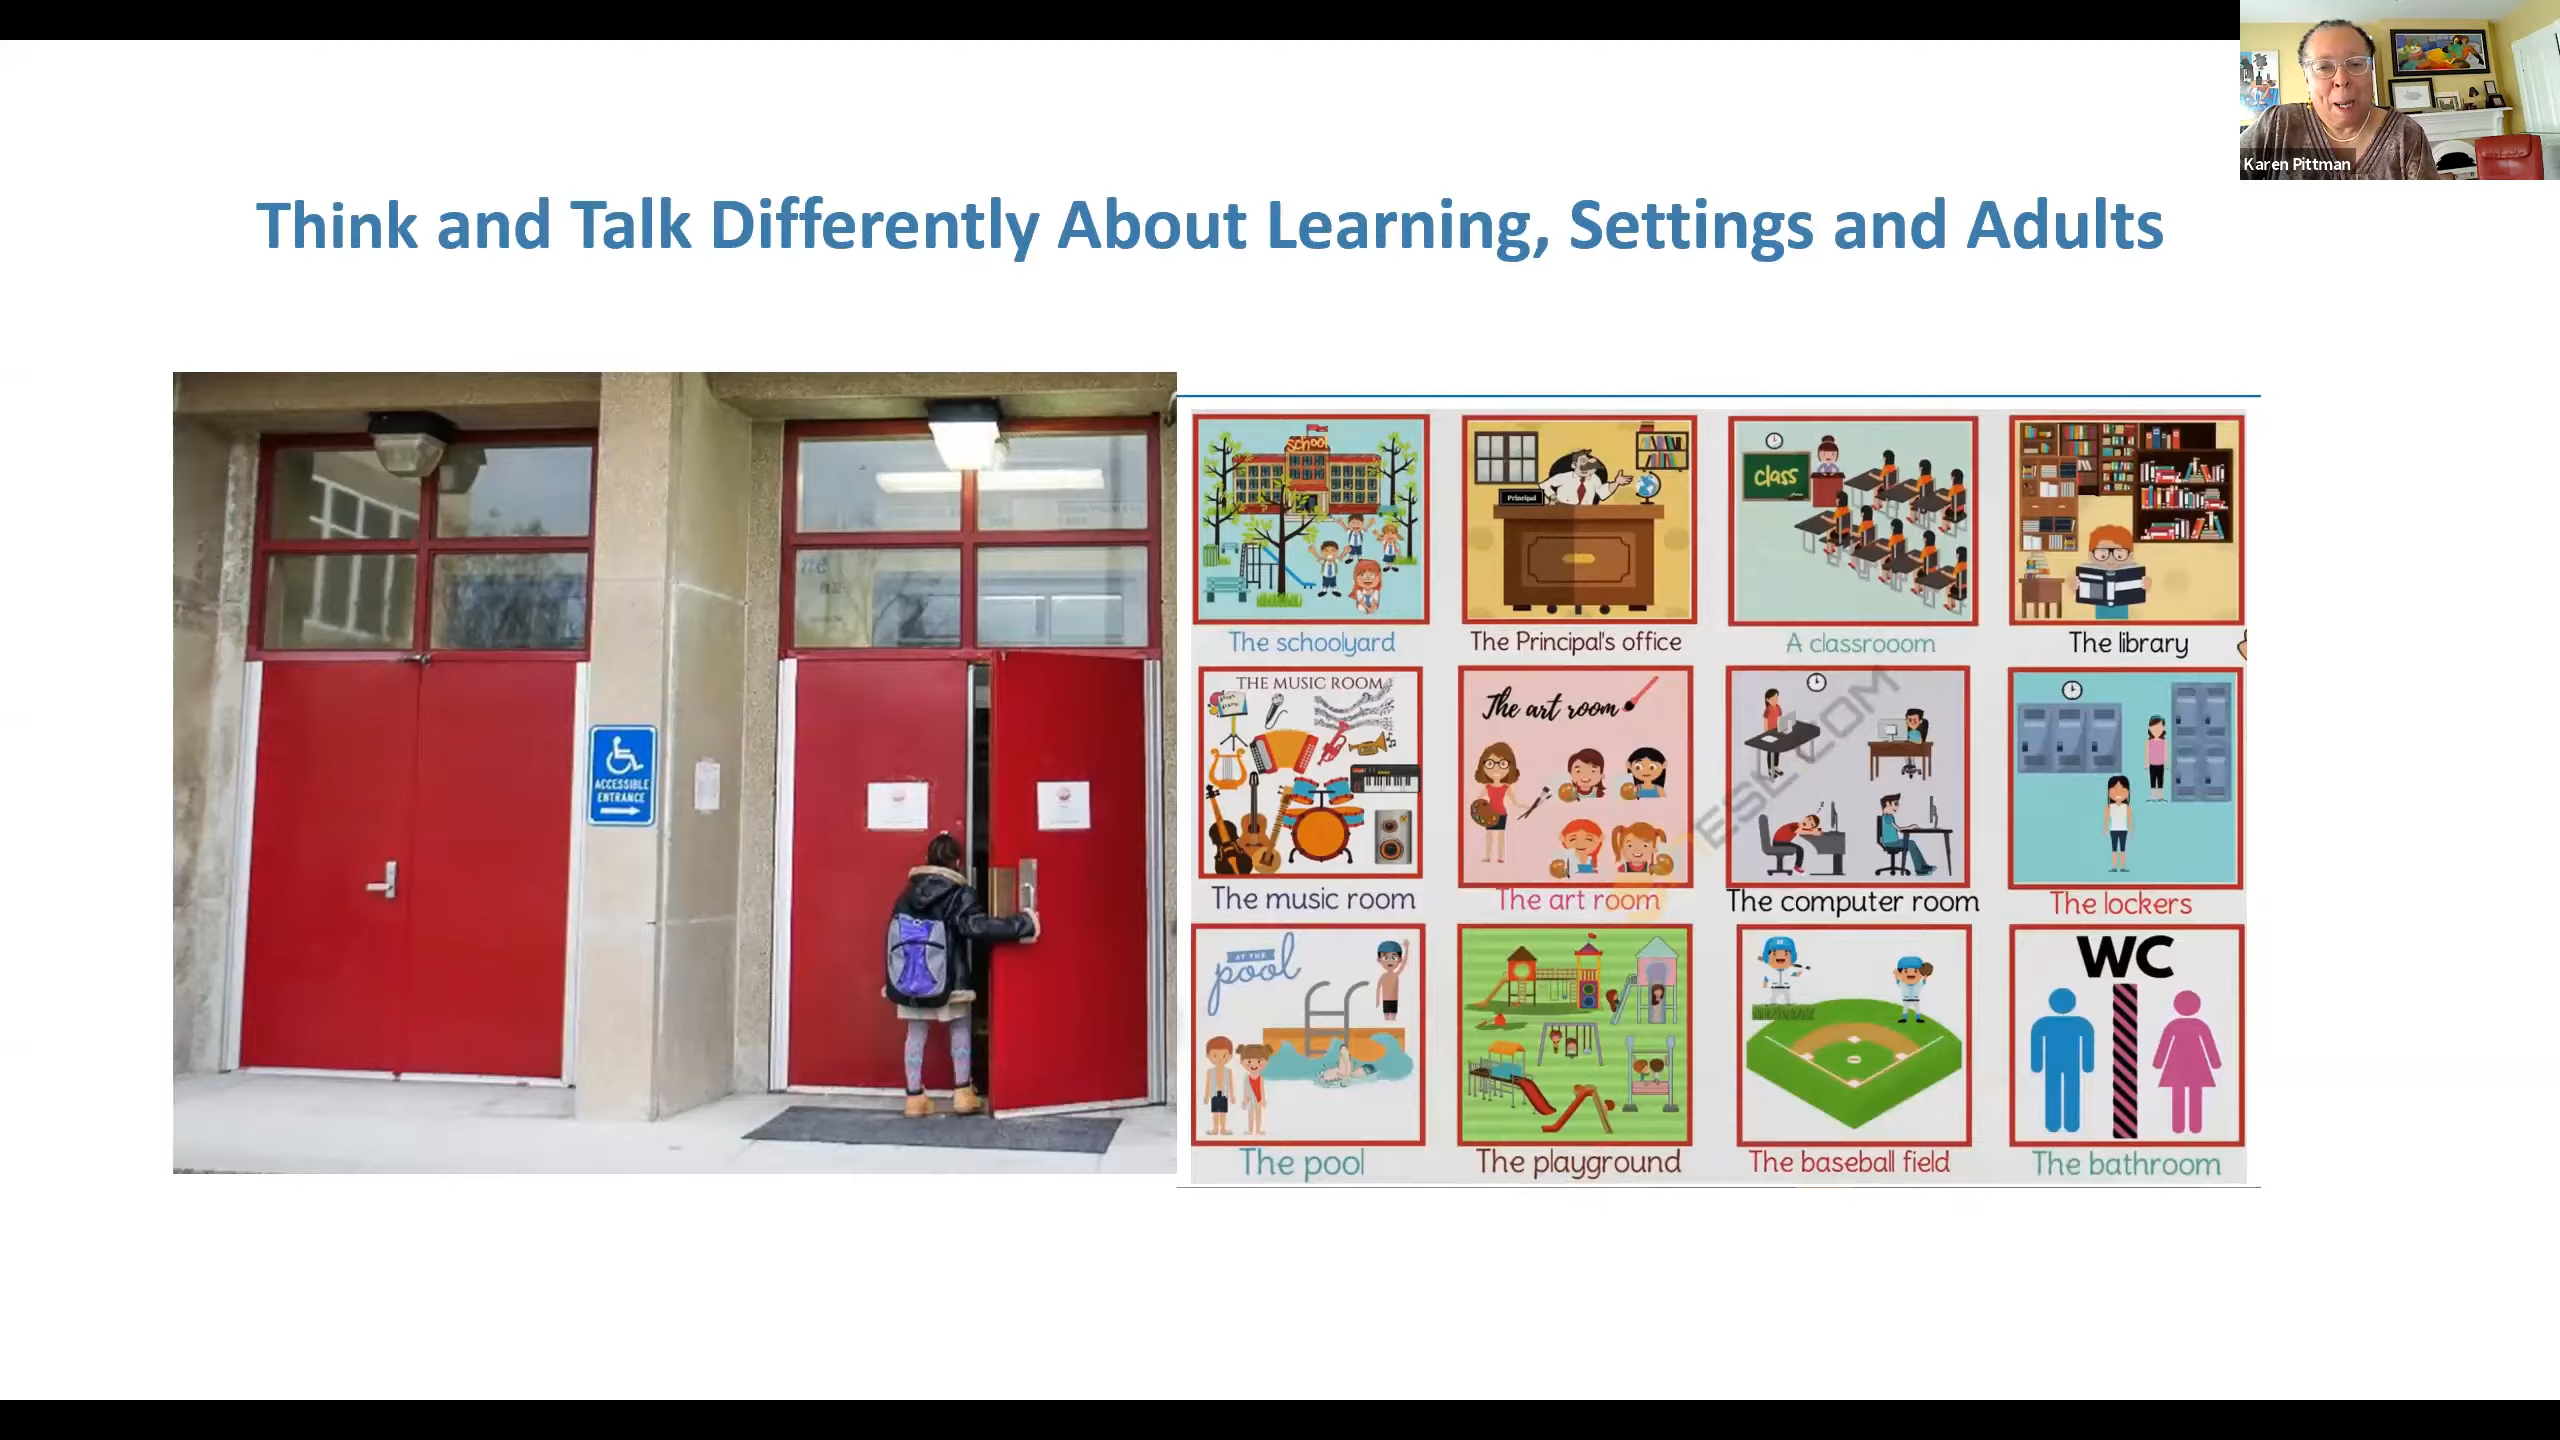 Karen Pittman
Think and Talk Differently About Learning, Settings and Adults
ACCESSIBLE
ENTRANCE
School
Principal
class
The schoolyard
The Principal's office
A classrooom
The library
THE MUSIC ROOM
The art room
The music room
The art room
The computer room
The lockers
AT THE
pool
WC
The pool
The playground
The baseball field
The bathroom
ESL.COM